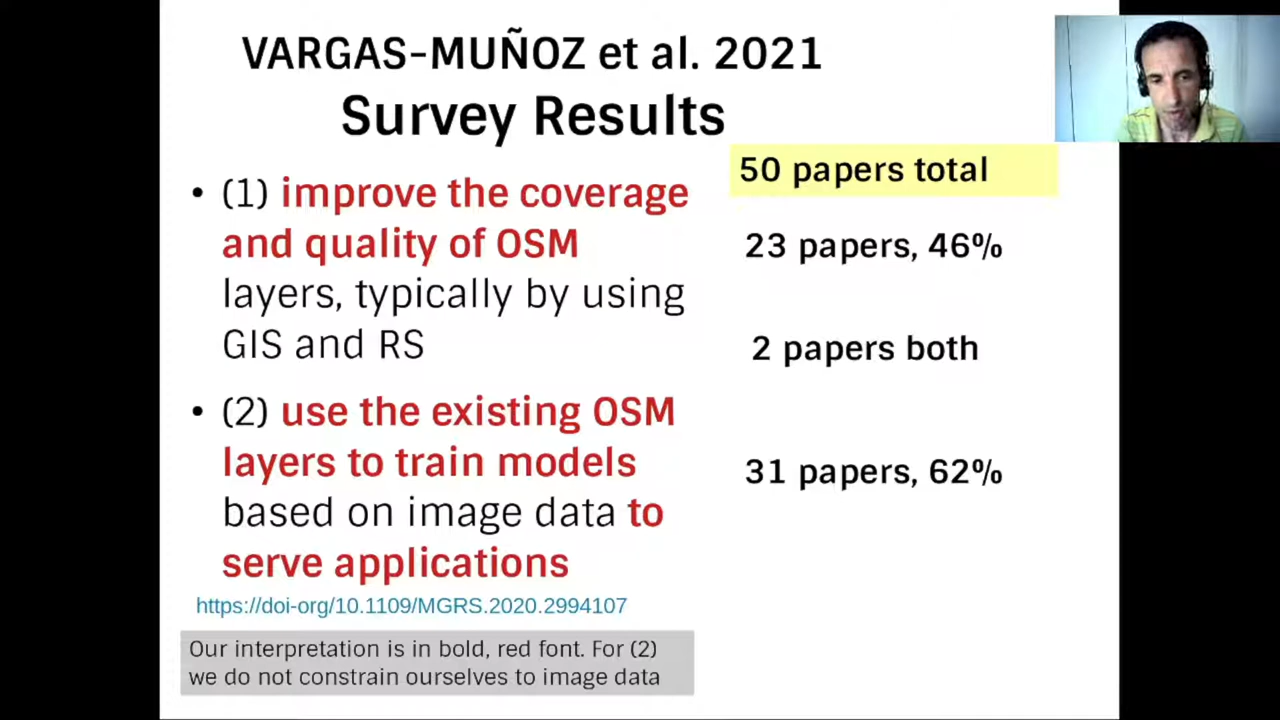 VARGAS-MUÑOZ et al. 2021
Survey Results
• (1) improve the coverage
and quality of OSM
layers, typically by using
GIS and RS
• (2) use the existing OSM
layers to train models
based on image data to
serve applications
https://doi-org/10.1109/MGRS.2020.2994107
Our interpretation is in bold, red font. For (2)
we do not constrain ourselves to image data
50 papers total
23 papers, 46%
2 papers both
31 papers, 62%